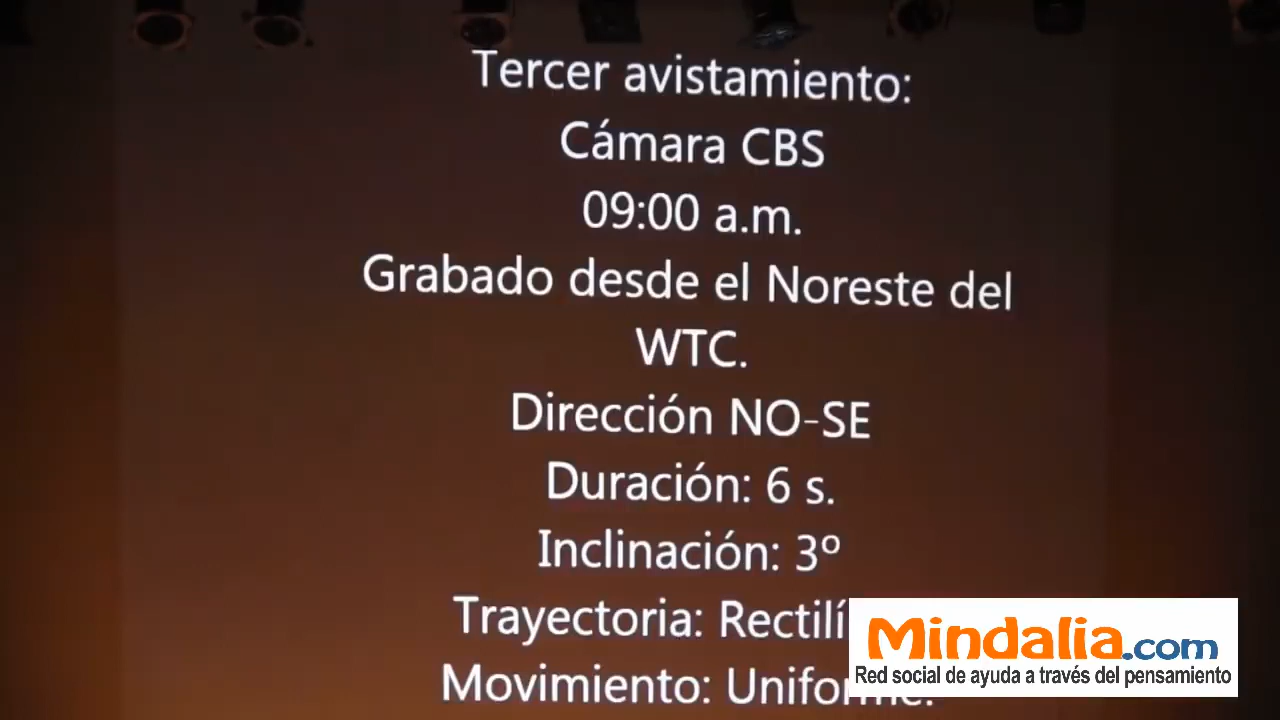 Tercer avistamiento:
Cámara CBS
09:00 a.m.
Grabado desde el Noreste del
WTC.
Dirección NO-SE
Duración: 6 s.
Inclinación: 3º
Trayectoria:
Movimiento: Uniforme.
Mindalia.com
Red social de ayuda a través del pensamiento